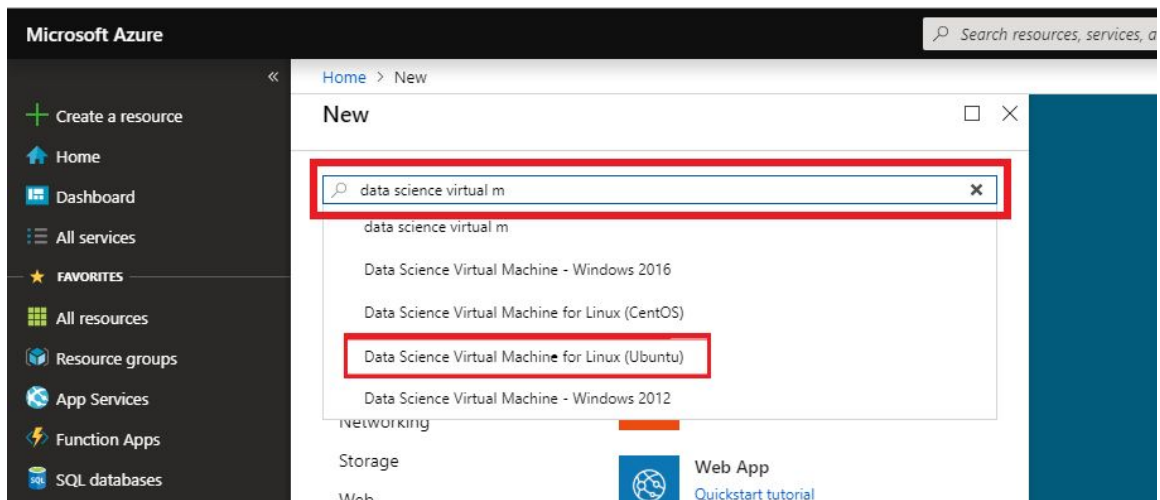 Microsoft Azure
Search resources, services, a
«
Home > New
Create a resource
Home
Dashboard
All services
FAVORITES
All resources
Resource groups
App Services
Function Apps
SQL databases
New
data science virtual m
data science virtual m
Data Science Virtual Machine - Windows 2016
Data Science Virtual Machine for Linux (CentOS)
Data Science Virtual Machine for Linux (Ubuntu)
Data Science Virtual Machine - Windows 2012
Networking
Storage
Web
Web App
Quickstart tutorial